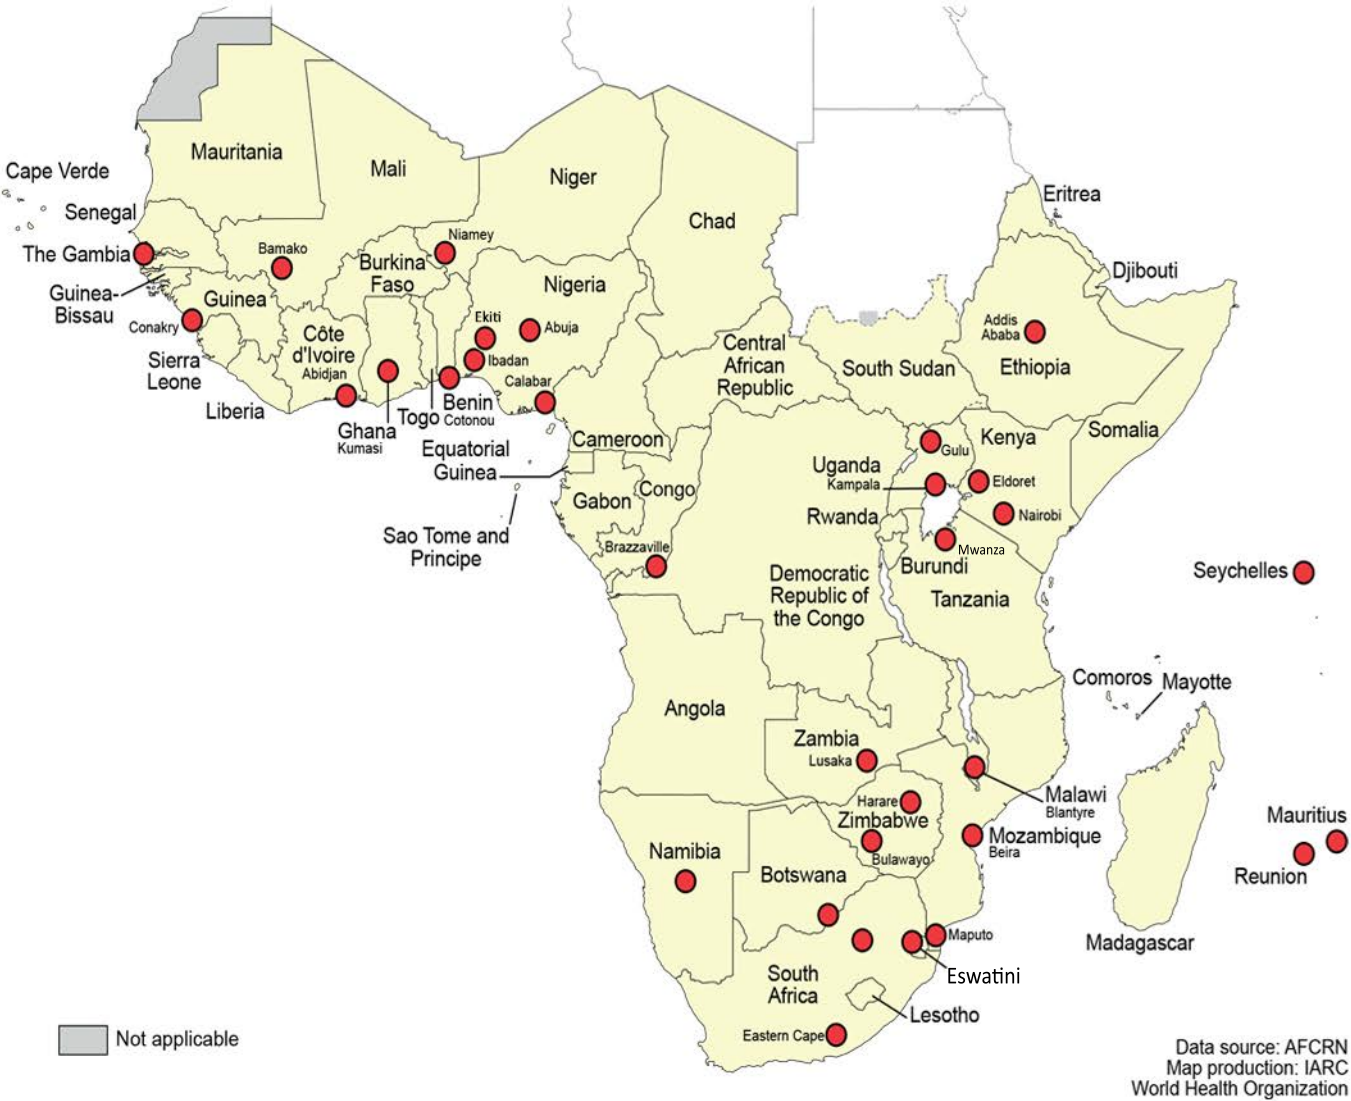 Mauritania
Mali
Niger
Chad
Cape Verde
Senegal
The Gambia
Guinea-
Bissau
Bamako
Niamey
Burkina
Faso
Nigeria
Eritrea
Djibouti
Guinea
Conakry
Sierra
Leone
Liberia
Côte
d'Ivoire
Abidjan
Ekiti
Abuja
Ibadan
Calabar
Ghana
Kumasi
Togo
Benin
Cotonou
Central
African
Republic
South Sudan
Addis
Ababa
Ethiopia
Somalia
Equatorial
Guinea
Cameroon
Gabon
Congo
Sao Tome and
Principe
Brazzaville
Uganda
Kampala
Gulu
Kenya
Eldoret
Nairobi
Rwanda
Mwanza
Burundi
Tanzania
Democratic
Republic of
the Congo
Seychelles
Comoros
Mayotte
Angola
Zambia
Lusaka
Malawi
Blantyre
Harare
Zimbabwe
Bulawayo
Mozambique
Beira
Mauritius
Reunion
Namibia
Botswana
Madagascar
Maputo
Eswatini
South
Africa
Lesotho
Eastern Cape
Not applicable
Data source: AFCRN
Map production: IARC
World Health Organization